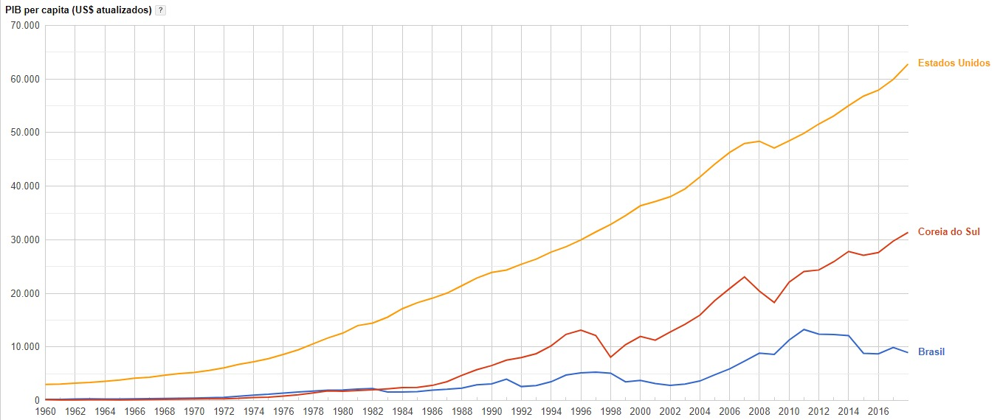 PIB per capita (US$ atualizados) ?
70.000
60.000
50.000
40.000
30.000
20.000
10.000
0
Estados Unidos
Coreia do Sul
Brasil
1960 1962 1964 1966 1968 1970 1972 1974 1976 1978 1980 1982 1984 1986 1988 1990 1992 1994 1996 1998 2000 2002 2004 2006 2008 2010 2012 2014 2016